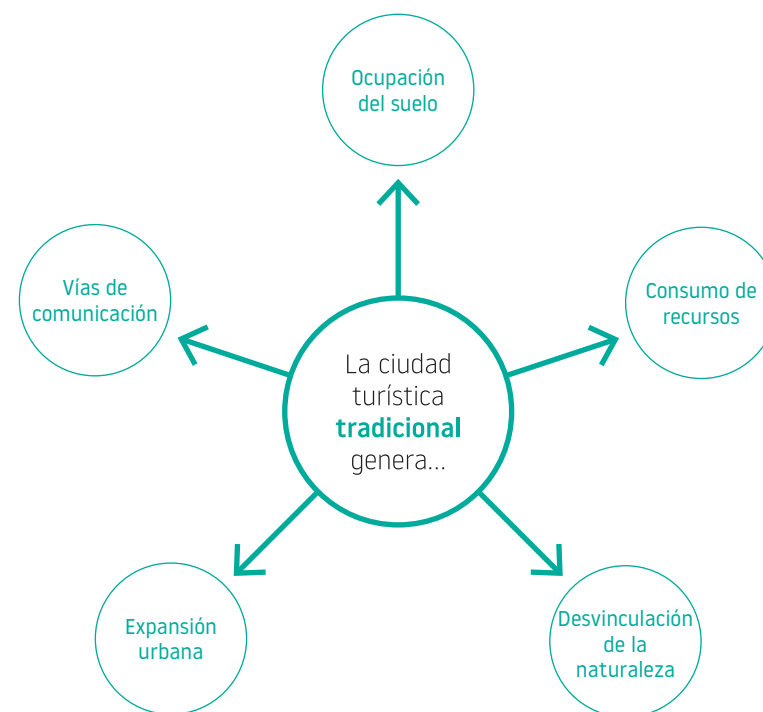 Ocupación
del suelo
Vías de
comunicación
Consumo de
recursos
La ciudad
turística
tradicional
genera...
Expansión
urbana
Desvinculación
de la
naturaleza